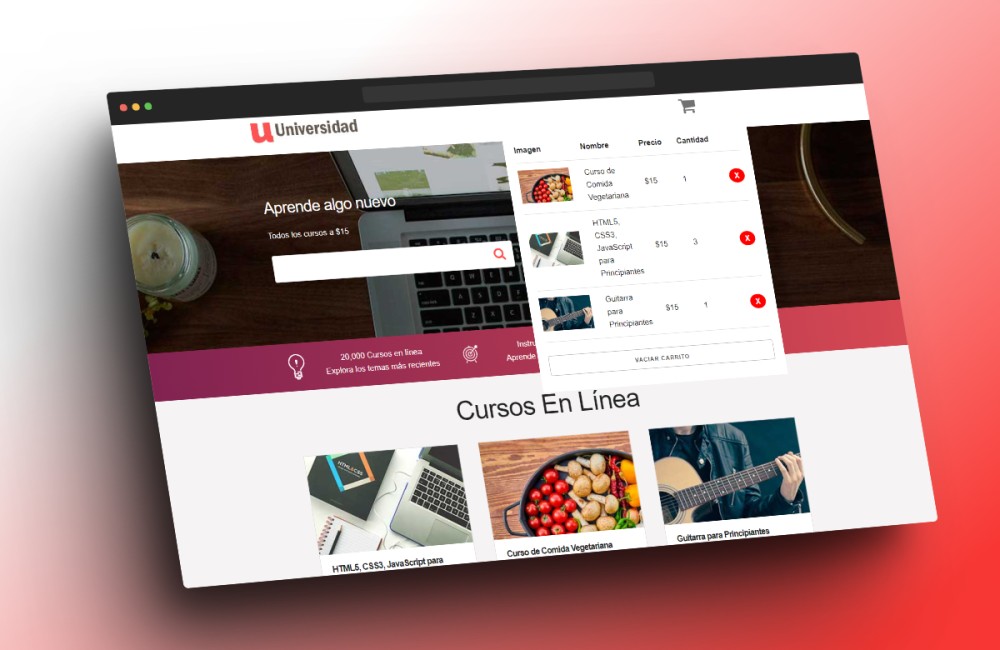 uUniversidad
Imagen Nombre Precio Cantidad
Curso de
Comida
Vegetariana
$15 1 X
HTML5,
CSS3,
JavaScript
para
Principiantes
$15 3 X
Guitarra
para
Principiantes
$15 1 X
VACIAR CARRITO
Aprende algo nuevo
Todos los cursos a $15
20,000 Cursos en línea
Explora los temas más recientes
Instru
Aprende
Cursos En Línea
HTML5, CSS3, JavaScript para
Curso de Comida Vegetariana
Guitarra para Principiantes